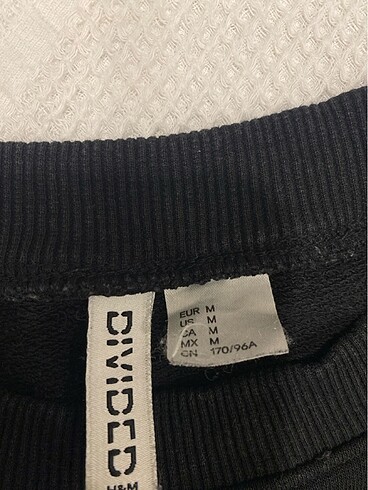 DIVIDED
H&M
EUR M
US M
CA M
MX M
CN 170/96A